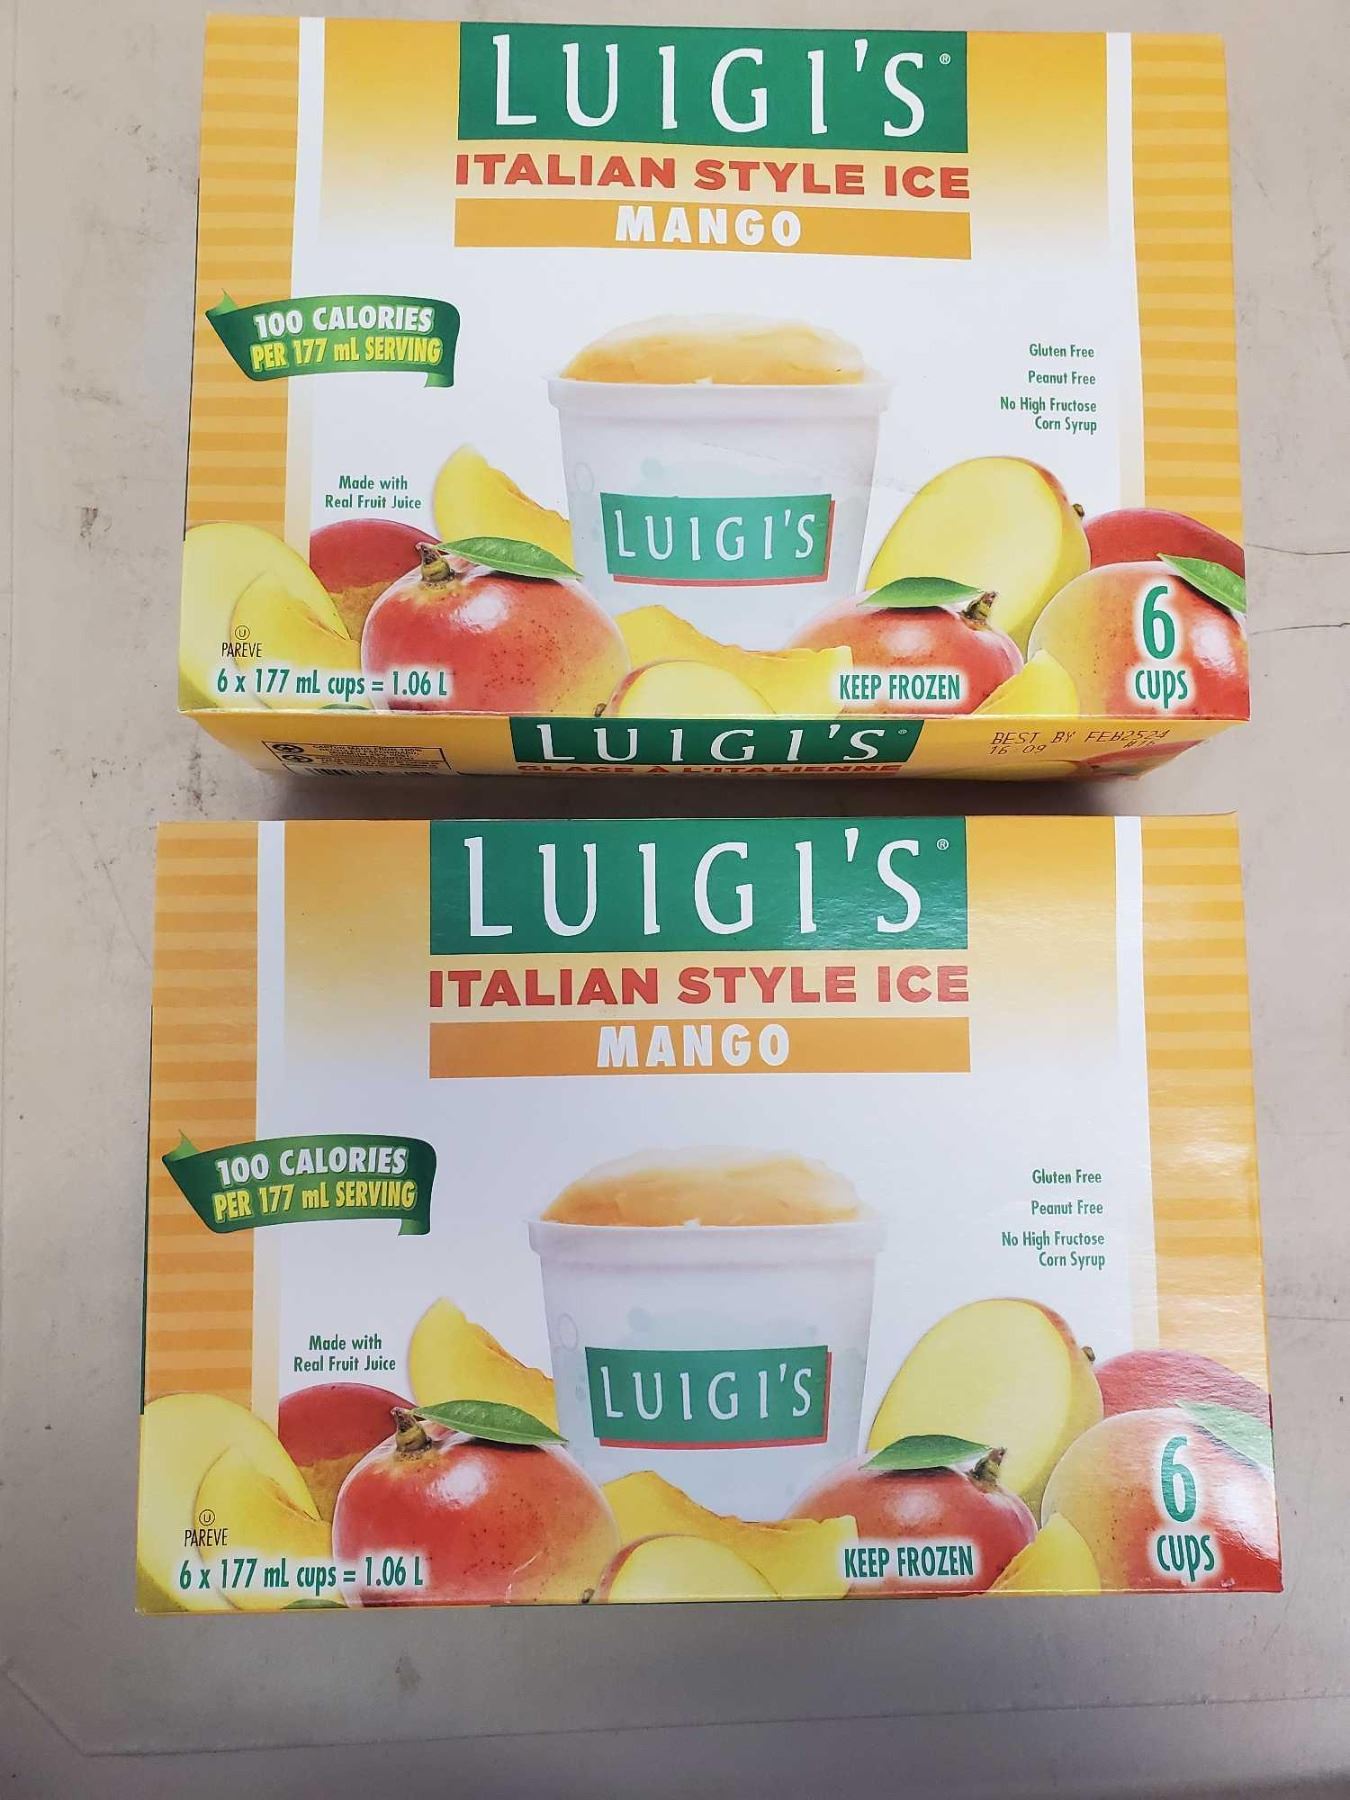 LUIGI'S®
ITALIAN STYLE ICE
MANGO
100 CALORIES
PER 177 mL SERVING
Gluten Free
Peanut Free
No High Fructose
Corn Syrup
Made with
Real Fruit Juice
LUIGI'S
U
PAREVE
6 x 177 mL cups = 1.06 L
KEEP FROZEN
6
CUPS
LUIGI'S®
GLACE À L'ITALIENNE
BEST BY FEB2524
16 09
LUIGI'S®
ITALIAN STYLE ICE
MANGO
100 CALORIES
PER 177 mL SERVING
Gluten Free
Peanut Free
No High Fructose
Corn Syrup
Made with
Real Fruit Juice
LUIGI'S
U
PAREVE
6 x 177 mL cups = 1.06 L
KEEP FROZEN
6
CUPS